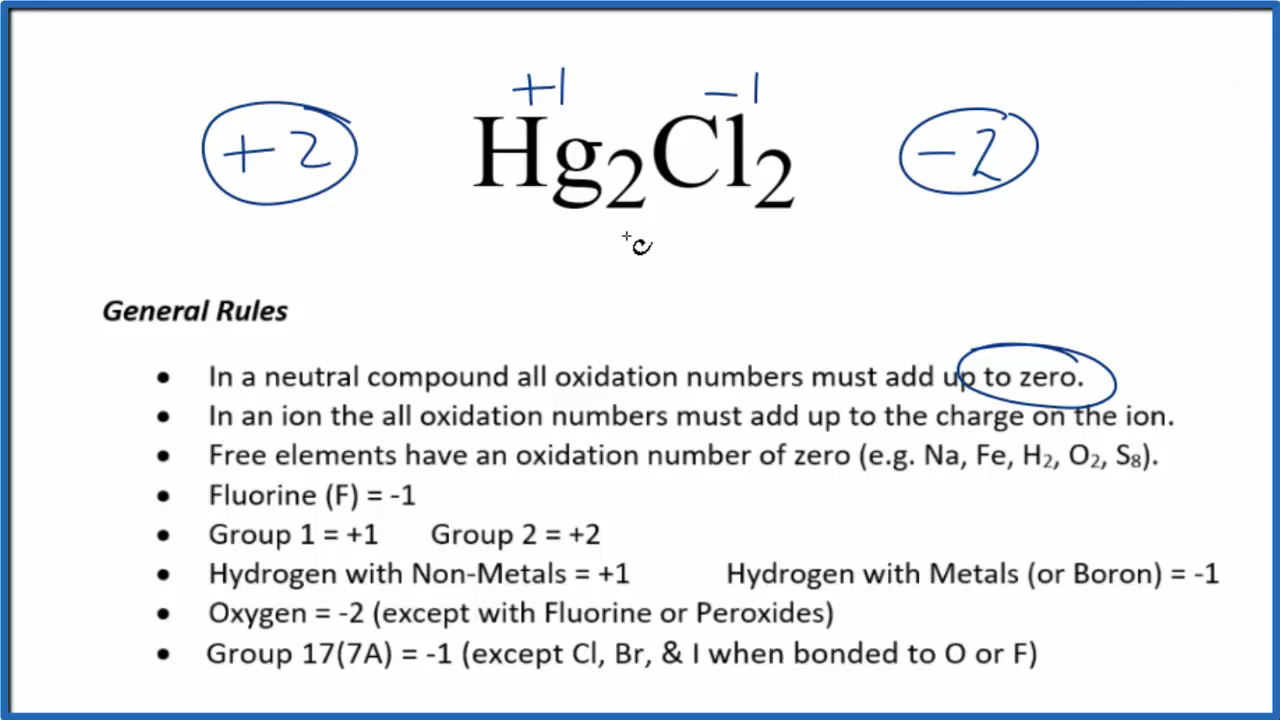 +1 -1
+2 Hg₂Cl₂ -2
General Rules
• In a neutral compound all oxidation numbers must add up to zero.
• In an ion the all oxidation numbers must add up to the charge on the ion.
• Free elements have an oxidation number of zero (e.g. Na, Fe, H₂, O₂, S₈).
• Fluorine (F) = -1
• Group 1 = +1 Group 2 = +2
• Hydrogen with Non-Metals = +1 Hydrogen with Metals (or Boron) = -1
• Oxygen = -2 (except with Fluorine or Peroxides)
• Group 17(7A) = -1 (except Cl, Br, & I when bonded to O or F)